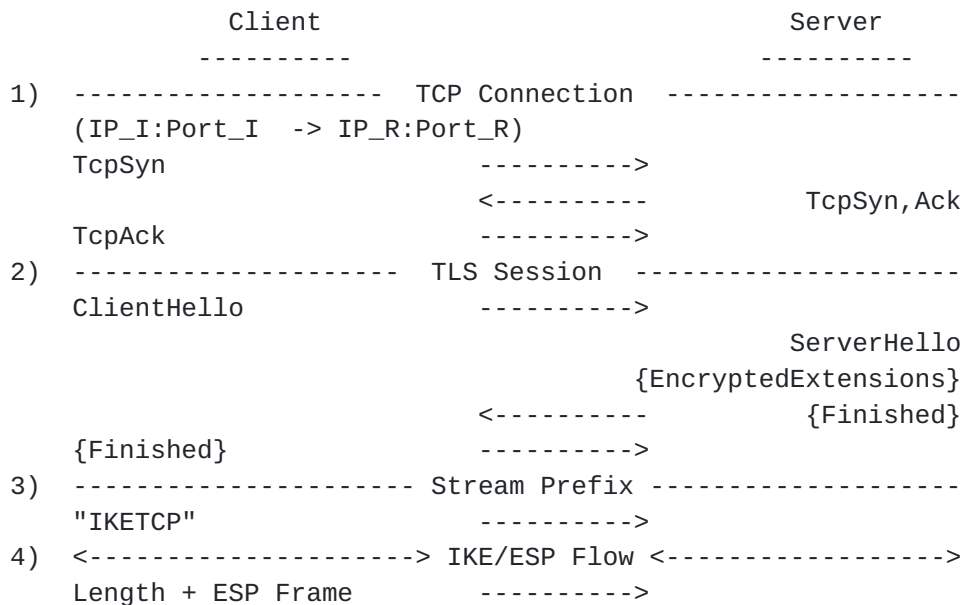 Client                              Server
----------                          ----------
1)  --------------------  TCP Connection  -------------------
(IP_I:Port_I  -> IP_R:Port_R)
TcpSyn                    ---------->
<----------          TcpSyn,Ack
TcpAck                    ---------->
2)  ---------------------  TLS Session  ---------------------
ClientHello               ---------->
ServerHello
{EncryptedExtensions}
<----------          {Finished}
{Finished}                ---------->
3)  ---------------------- Stream Prefix --------------------
"IKETCP"                  ---------->
4)  <---------------------> IKE/ESP Flow <------------------>
Length + ESP Frame        ---------->